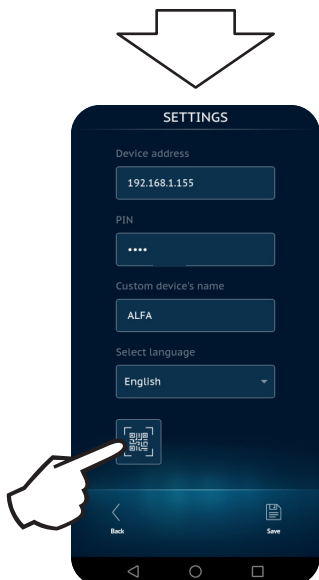 SETTINGS
Device address
192.168.1.155
PIN
••••
Custom device's name
ALFA
Select language
English
Back
Save